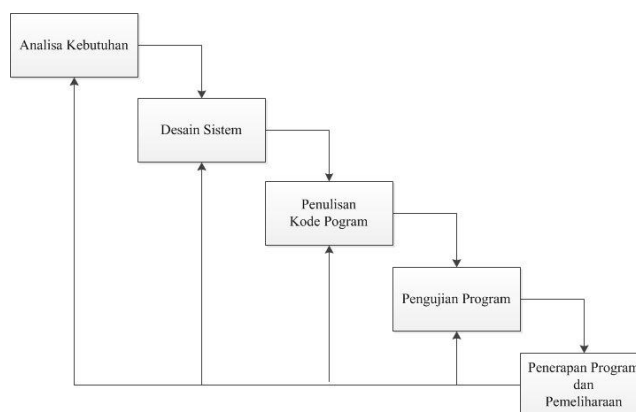 Analisa Kebutuhan
Desain Sistem
Penulisan
Kode Pogram
Pengujian Program
Penerapan Program
dan
Pemeliharaan